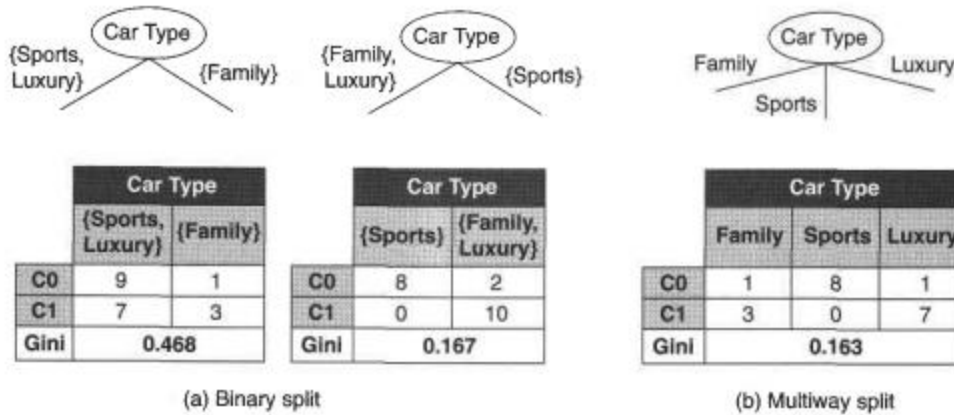 Car Type
{Sports,
Luxury}
{Family}
Car Type
{Family,
Luxury}
{Sports}
Car Type
Family
Sports
Luxury
Car Type
{Sports,
Luxury} {Family}
C0 9 1
C1 7 3
Gini 0.468
Car Type
{Sports} {Family,
Luxury}
C0 8 2
C1 0 10
Gini 0.167
(a) Binary split
Car Type
Family Sports Luxury
C0 1 8 1
C1 3 0 7
Gini 0.163
(b) Multiway split